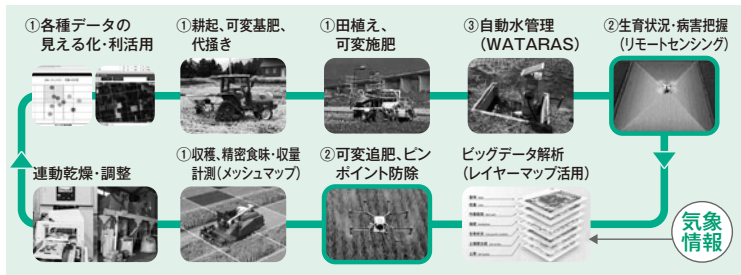 ①各種データの
見える化・利活用
①耕起、可変基肥、
代掻き
①田植え、
可変施肥
③自動水管理
(WATARAS)
②生育状況・病害把握
(リモートセンシング)
連動乾燥・調整
①収穫、精密食味・収量
計測(メッシュマップ)
②可変追肥、ピン
ポイント防除
ビッグデータ解析
(レイヤーマップ活用)
気象
情報